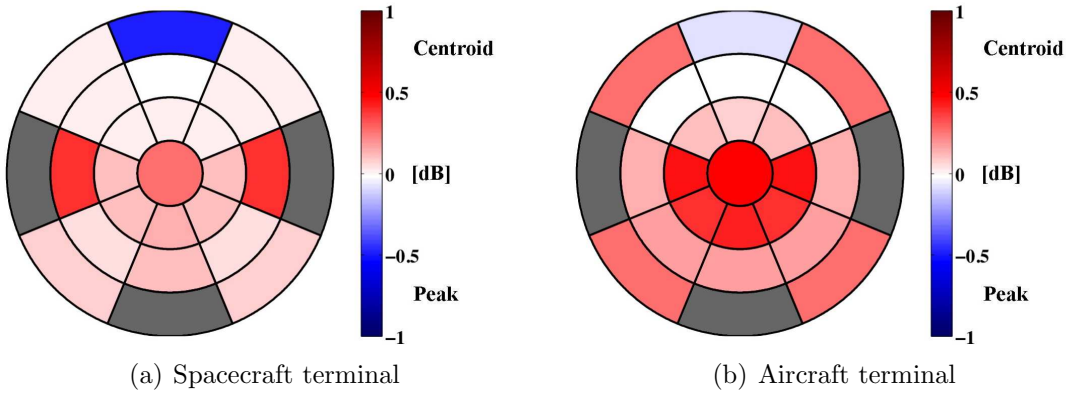 1
Centroid
0.5
0
[dB]
−0.5
Peak
−1
(a) Spacecraft terminal
1
Centroid
0.5
0
[dB]
−0.5
Peak
−1
(b) Aircraft terminal